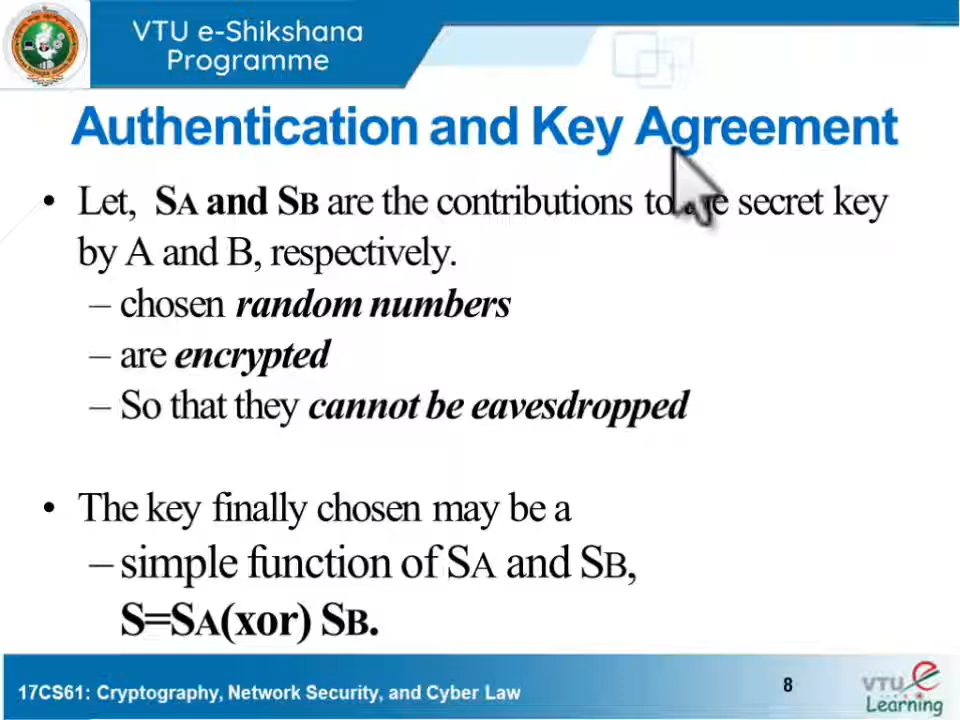 VTU e-Shikshana
Programme
Authentication and Key Agreement
• Let, SA and SB are the contributions to the secret key
by A and B, respectively.
– chosen random numbers
– are encrypted
– So that they cannot be eavesdropped
• The key finally chosen may be a
– simple function of SA and SB,
S=SA(xor) SB.
17CS61: Cryptography, Network Security, and Cyber Law
8
VTU e
Learning